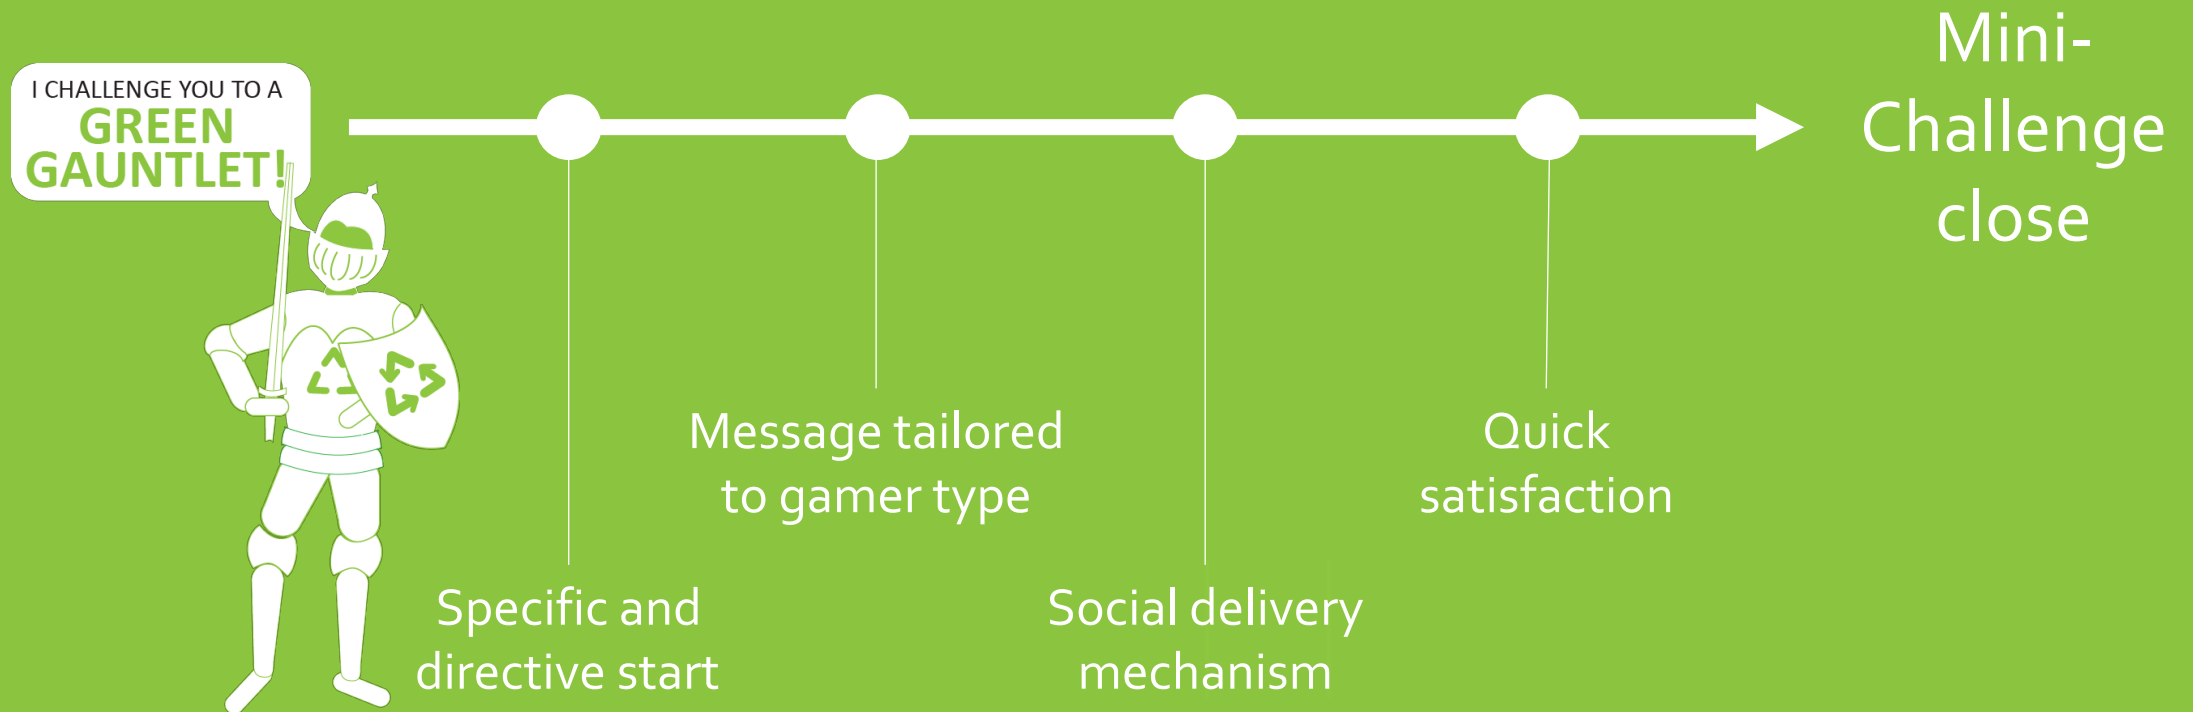 I CHALLENGE YOU TO A
GREEN
GAUNTLET!
Mini-
Challenge
close
Message tailored
to gamer type
Quick
satisfaction
Specific and
directive start
Social delivery
mechanism